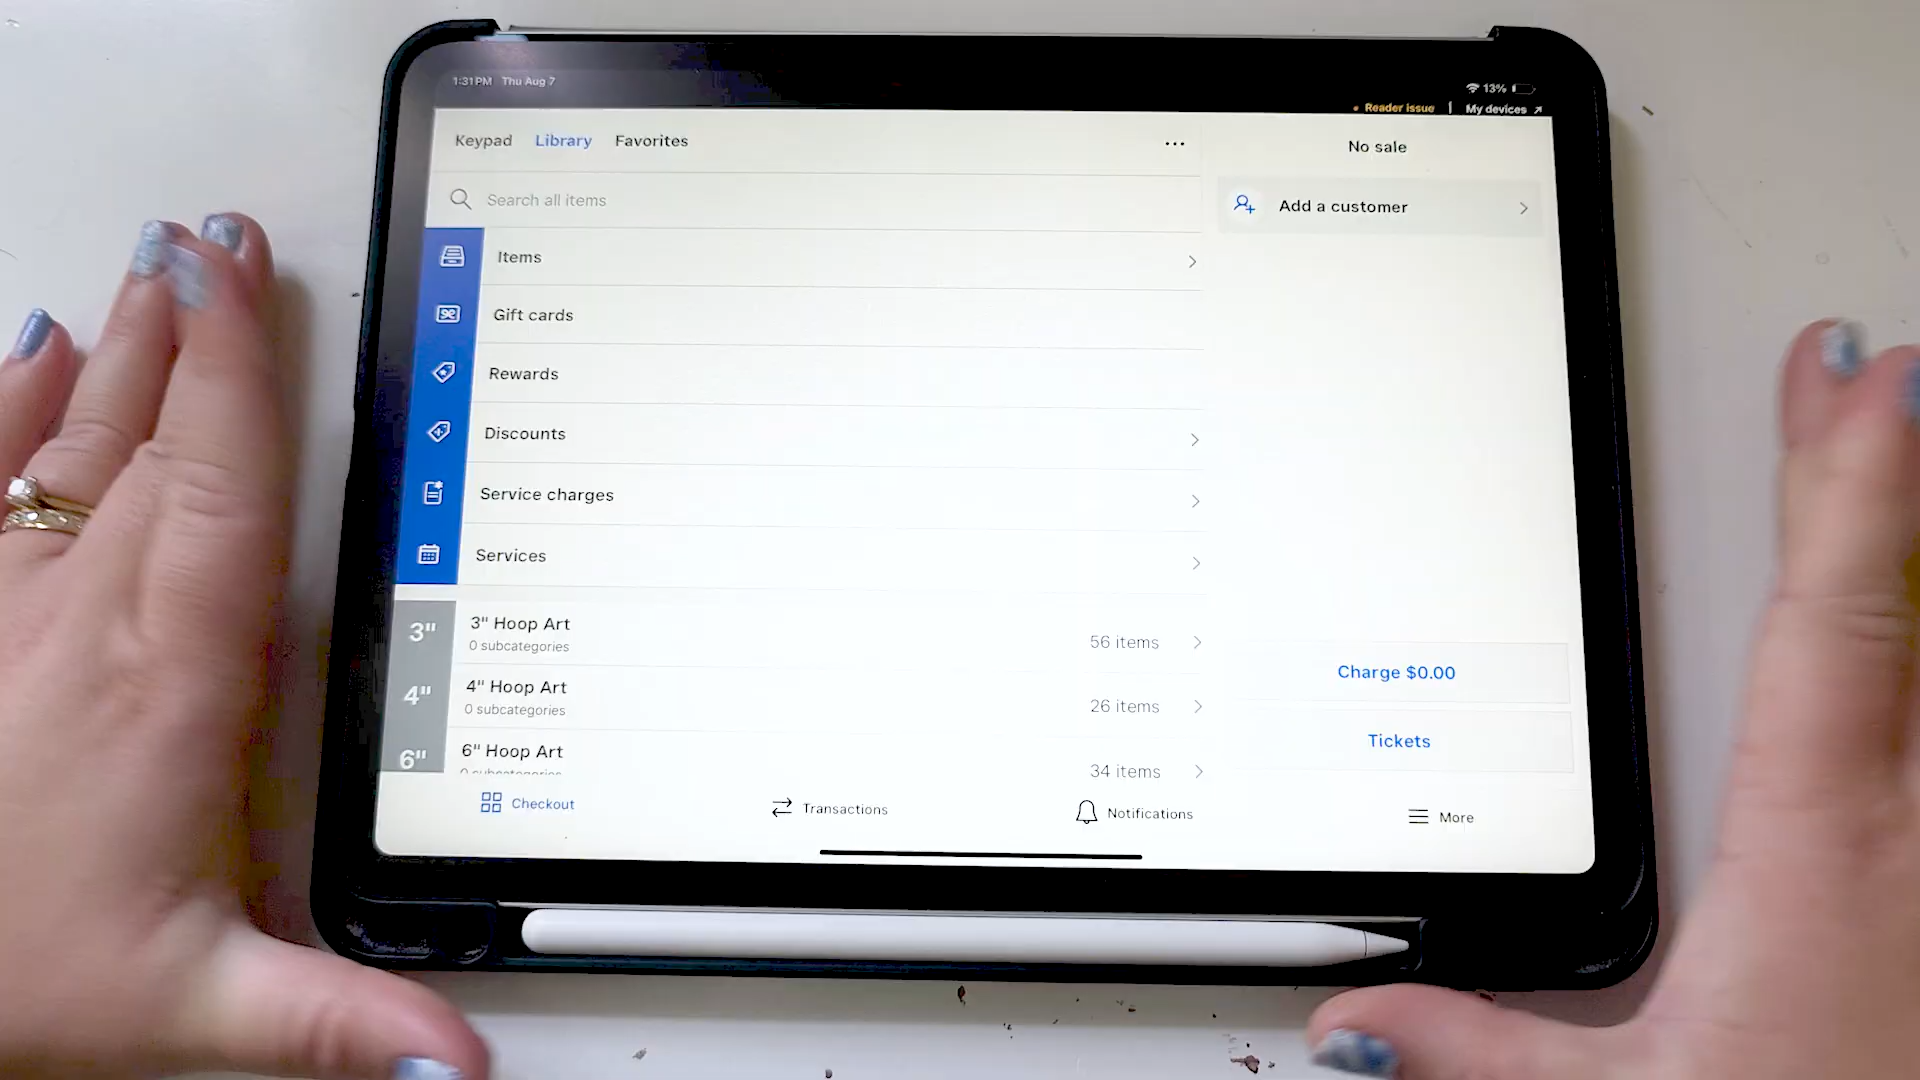 1:31PM Thu Aug 7
13%
Reader issue | My devices
Keypad Library Favorites
No sale
Search all items
Add a customer
Items
Gift cards
Rewards
Discounts
Service charges
Services
3" 3" Hoop Art
0 subcategories
56 items
4" 4" Hoop Art
0 subcategories
26 items
6" 6" Hoop Art
0 subcategories
34 items
Charge $0.00
Tickets
Checkout
Transactions
Notifications
More